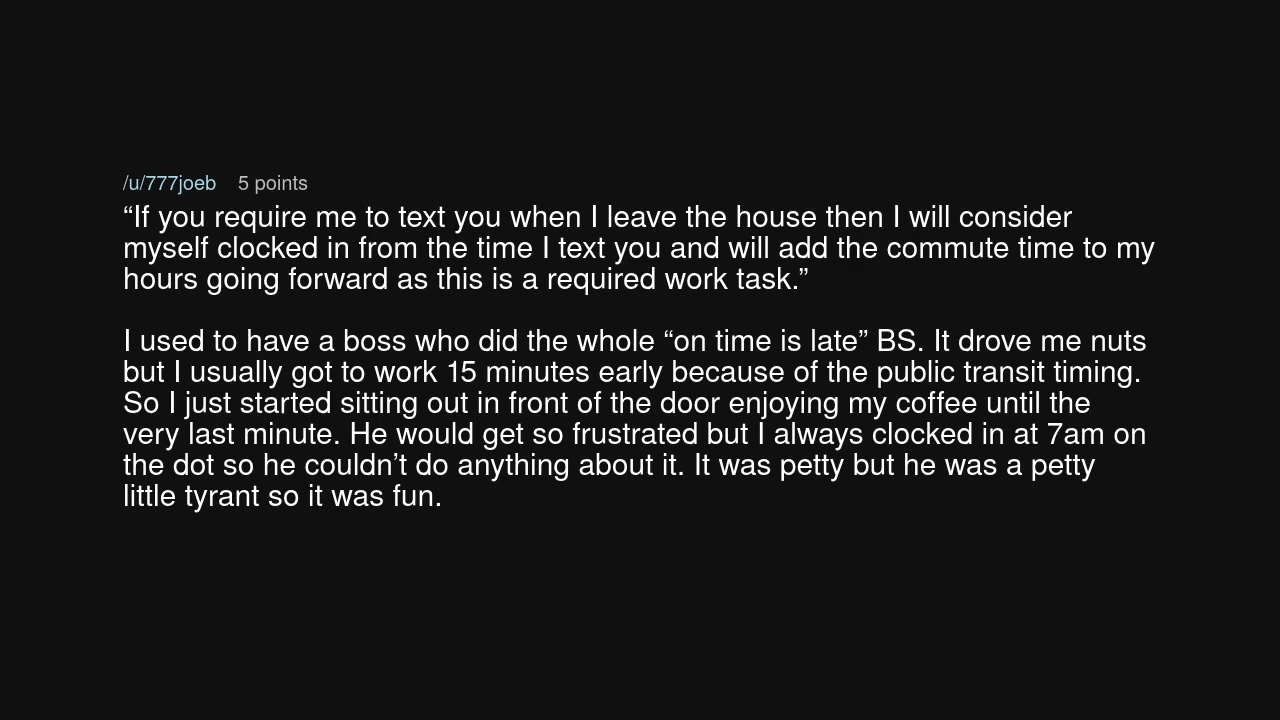 /u/777joeb 5 points
“If you require me to text you when I leave the house then I will consider
myself clocked in from the time I text you and will add the commute time to my
hours going forward as this is a required work task.”
I used to have a boss who did the whole “on time is late” BS. It drove me nuts
but I usually got to work 15 minutes early because of the public transit timing.
So I just started sitting out in front of the door enjoying my coffee until the
very last minute. He would get so frustrated but I always clocked in at 7am on
the dot so he couldn’t do anything about it. It was petty but he was a petty
little tyrant so it was fun.